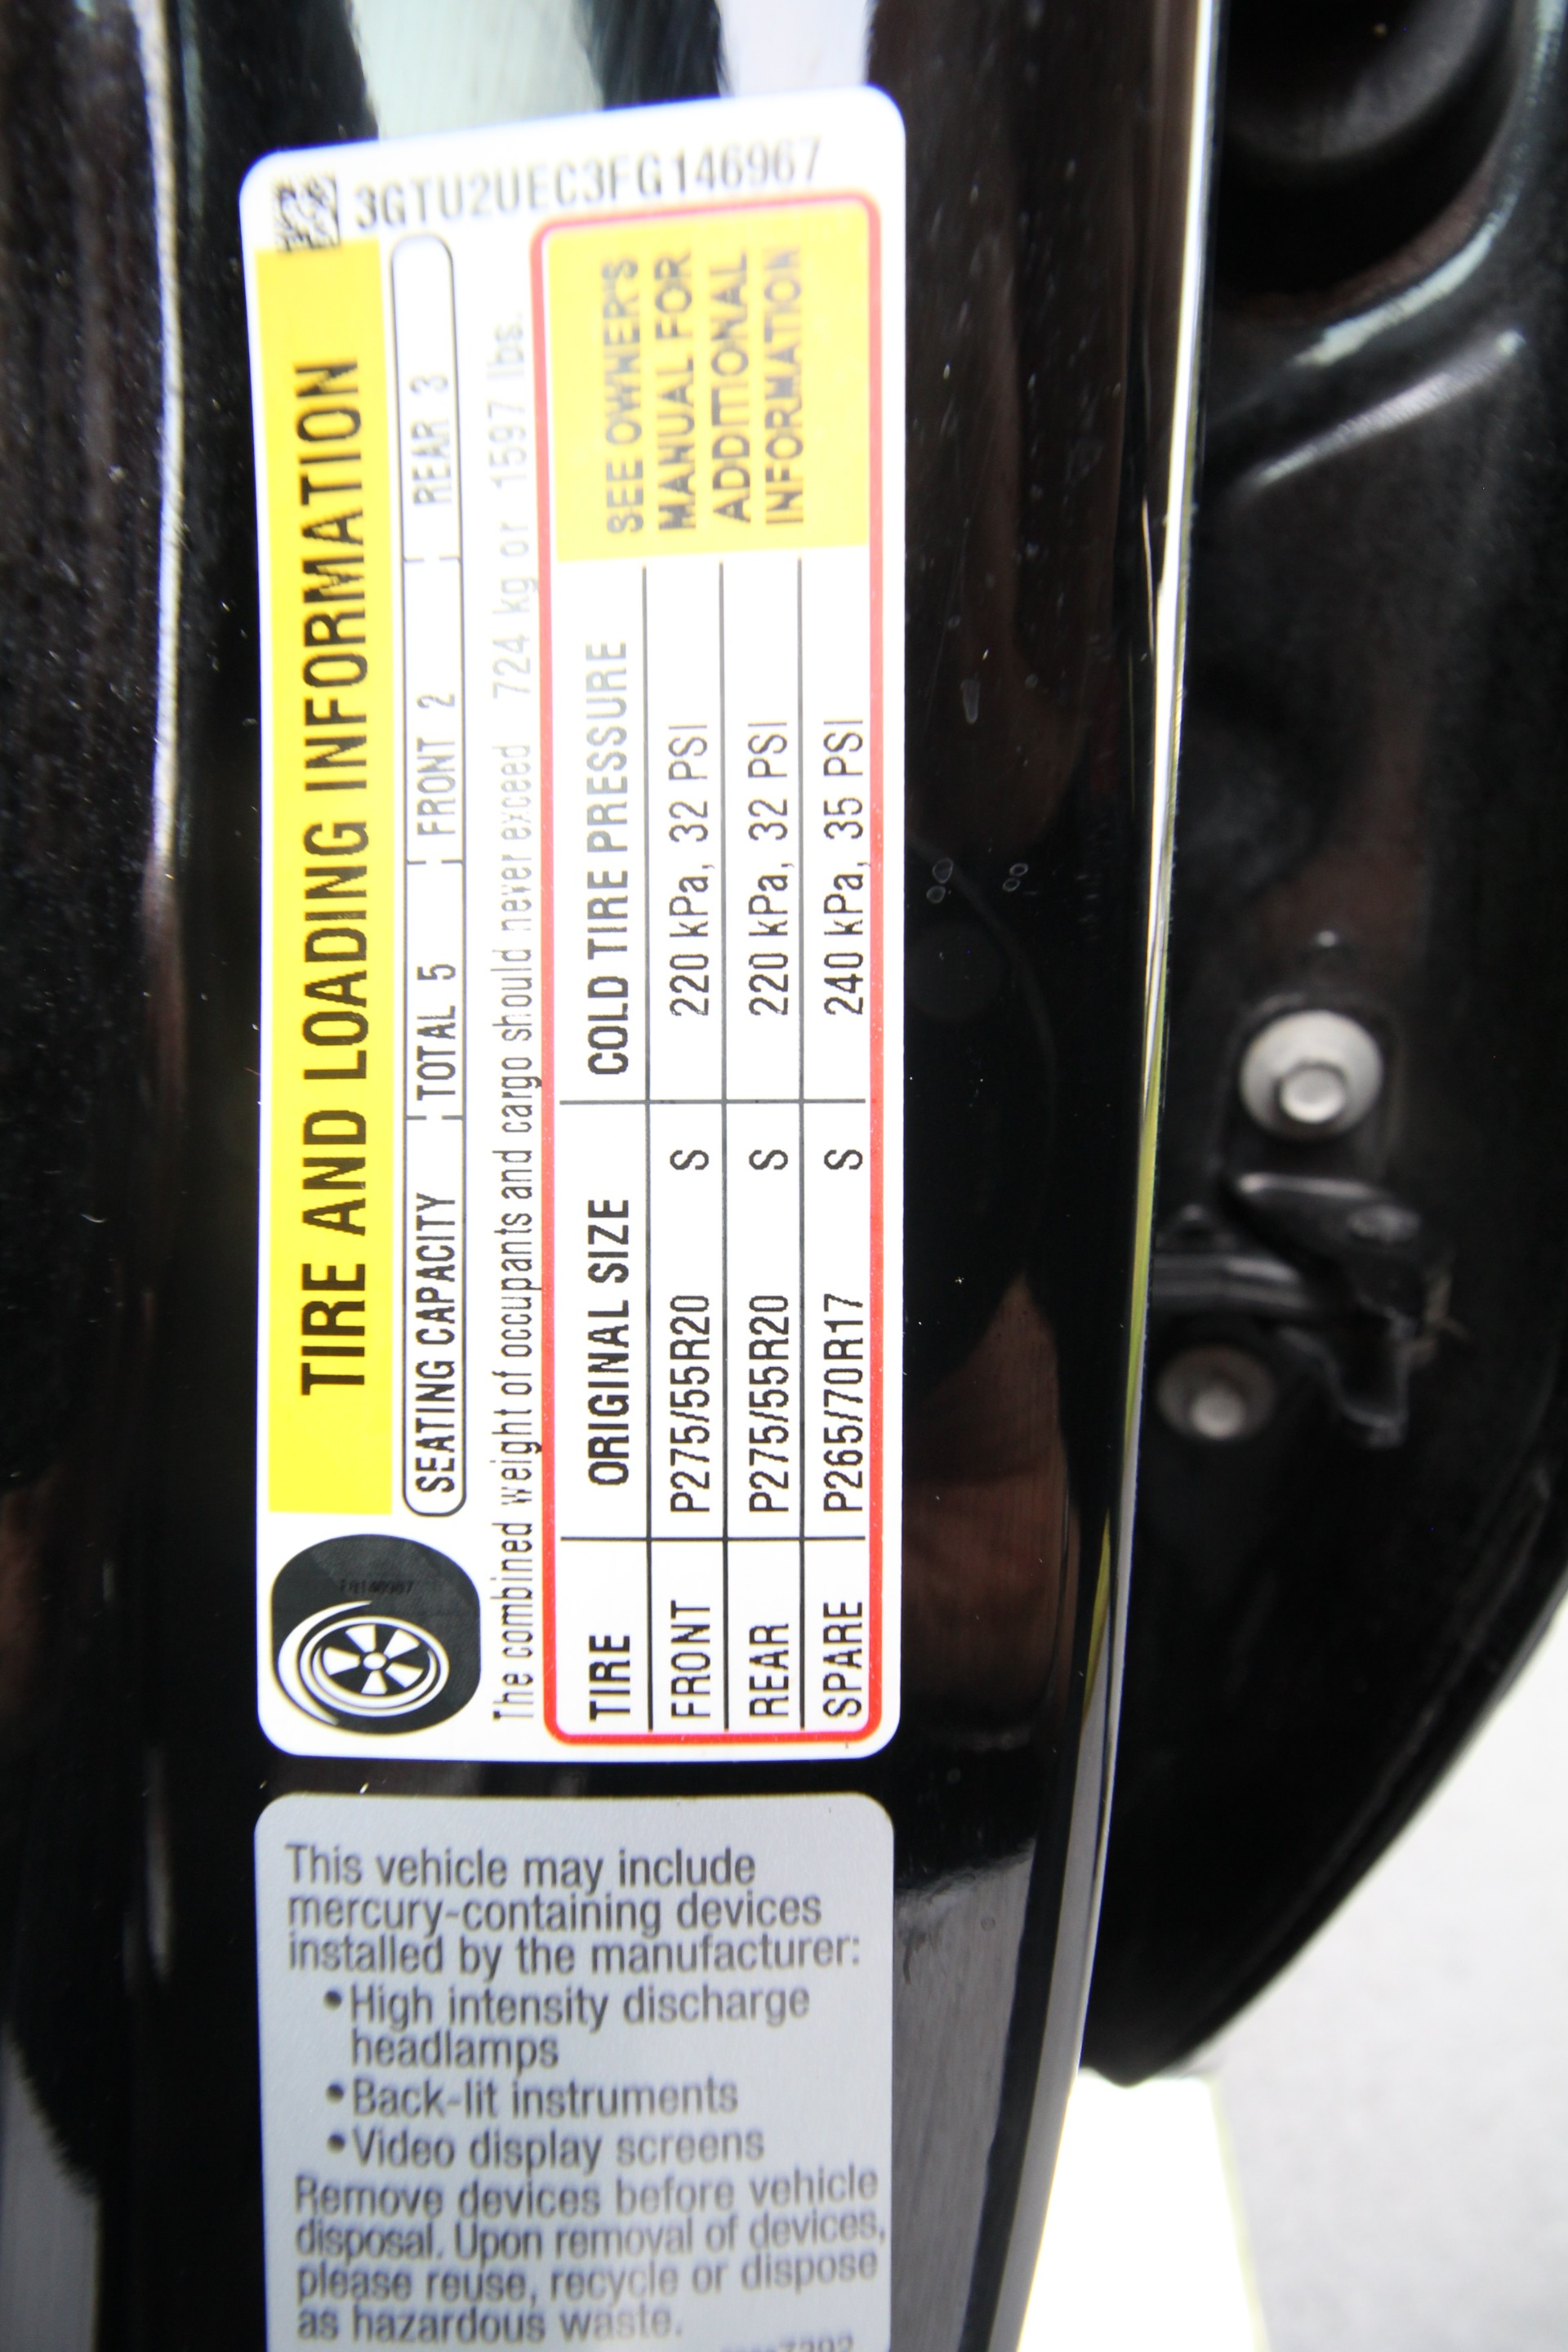 3GTU2UEC3FG146967
TIRE AND LOADING INFORMATION
SEATING CAPACITY TOTAL 5 FRONT 2 REAR 3
The combined weight of occupants and cargo should never exceed 724 kg or 1597 lbs.
TIRE ORIGINAL SIZE COLD TIRE PRESSURE
FRONT P275/55R20 S 220 kPa, 32 PSI
REAR P275/55R20 S 220 kPa, 32 PSI
SPARE P265/70R17 S 240 kPa, 35 PSI
SEE OWNER'S
MANUAL FOR
ADDITIONAL
INFORMATION
This vehicle may include
mercury-containing devices
installed by the manufacturer:
•High intensity discharge
headlamps
•Back-lit instruments
•Video display screens
Remove devices before vehicle
disposal. Upon removal of devices,
please reuse, recycle or dispose
as hazardous waste.